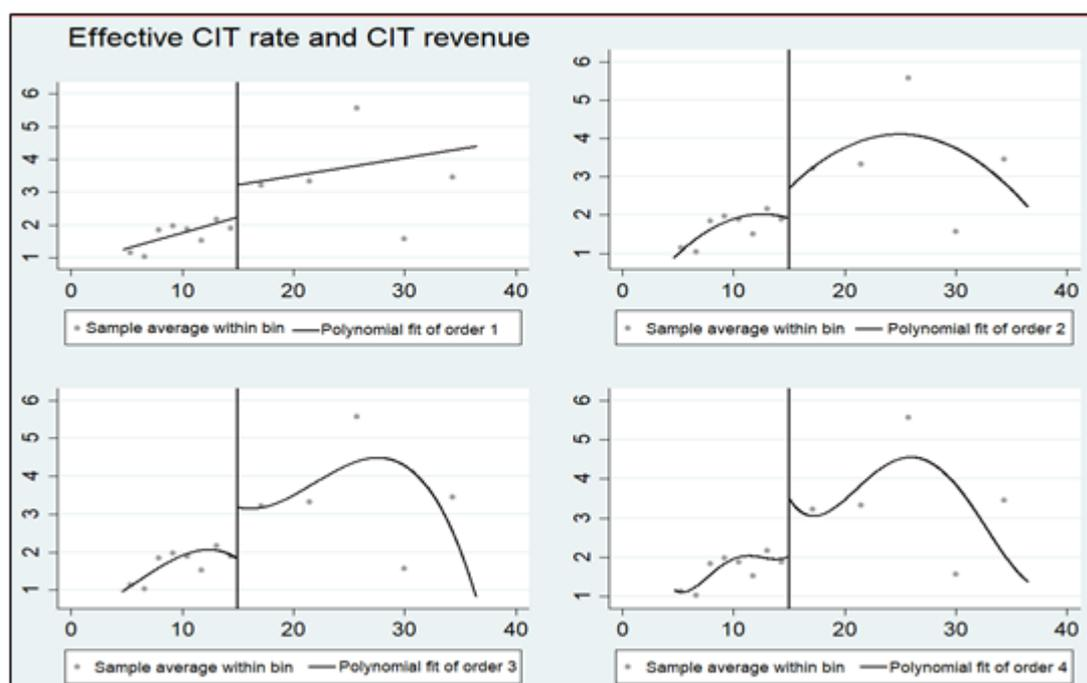 Effective CIT rate and CIT revenue
6
5
4
3
2
1
0 10 20 30 40
Sample average within bin Polynomial fit of order 1
6
5
4
3
2
1
0 10 20 30 40
Sample average within bin Polynomial fit of order 2
6
5
4
3
2
1
0 10 20 30 40
Sample average within bin Polynomial fit of order 3
6
5
4
3
2
1
0 10 20 30 40
Sample average within bin Polynomial fit of order 4